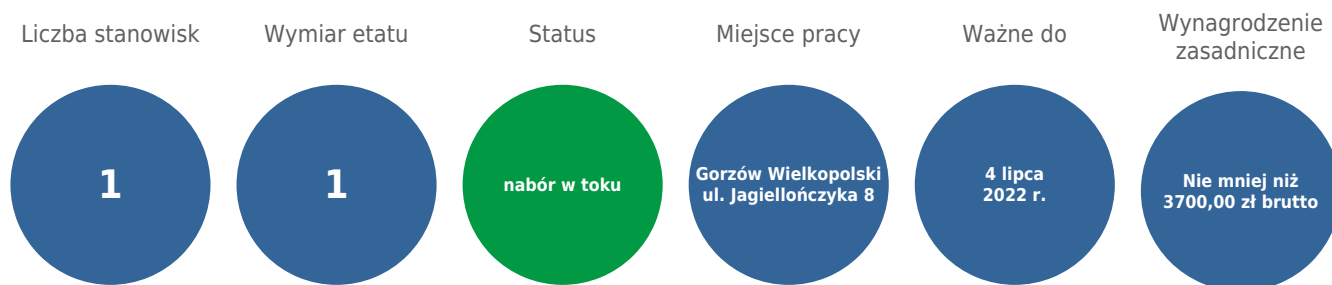 Liczba stanowisk
1
Wymiar etatu
1
Status
nabór w toku
Miejsce pracy
Gorzów Wielkopolski
ul. Jagiellończyka 8
Ważne do
4 lipca
2022 r.
Wynagrodzenie
zasadnicze
Nie mniej niż
3700,00 zł brutto